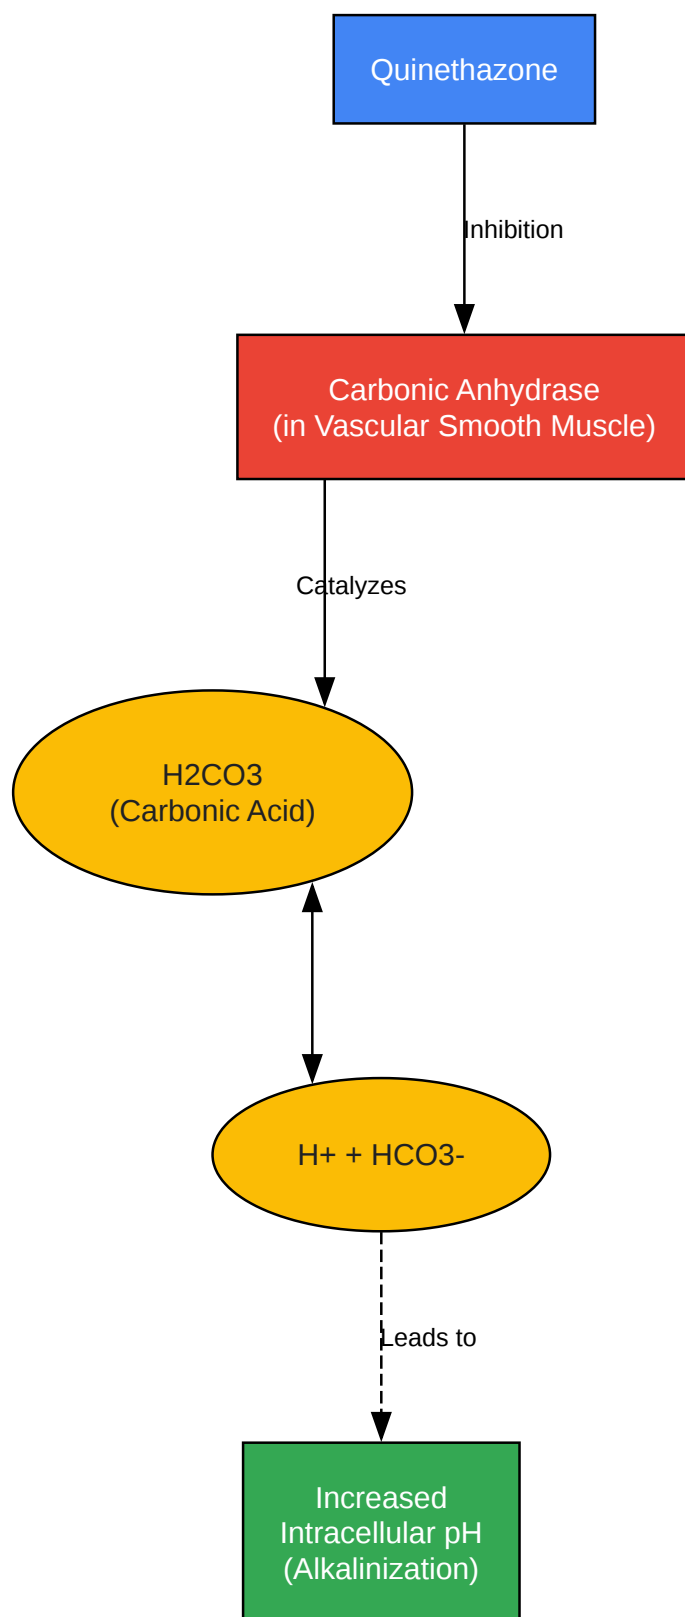 Quinethazone
Inhibition
Carbonic Anhydrase
(in Vascular Smooth Muscle)
Catalyzes
H2CO3
(Carbonic Acid)
H+ + HCO3-
Leads to
Increased
Intracellular pH
(Alkalinization)